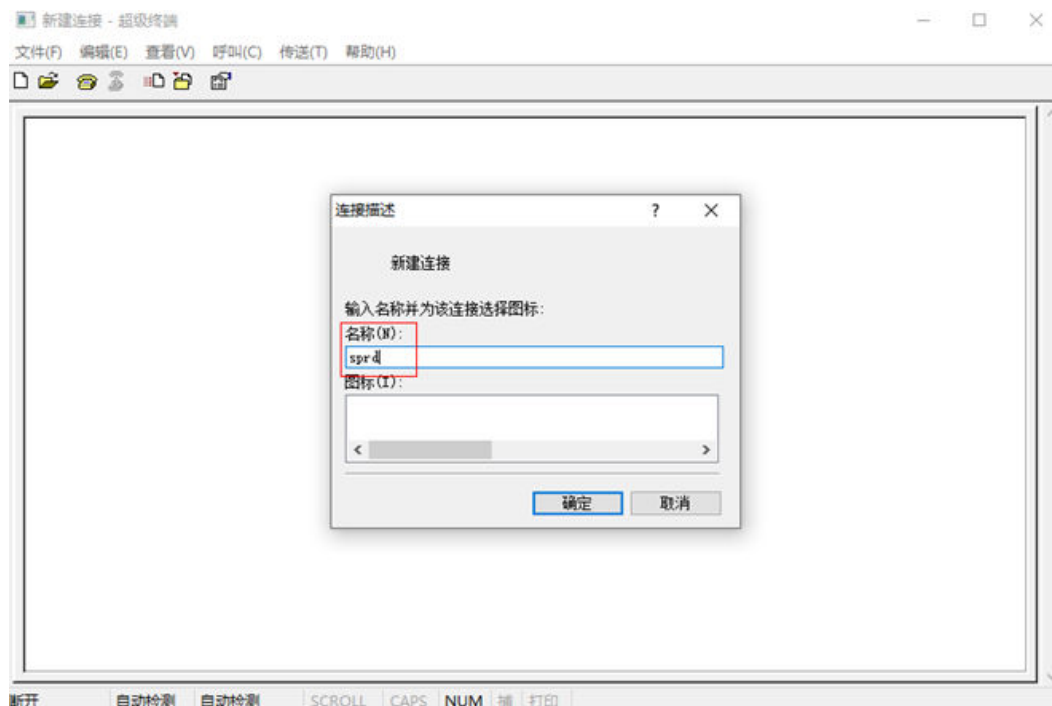 新建连接 - 超级终端
文件(F) 编辑(E) 查看(V) 呼叫(C) 传送(T) 帮助(H)
连接描述
新建连接
输入名称并为该连接选择图标:
名称(N):
sprd
图标(I):
确定 取消
断开 自动检测 自动检测 SCROLL CAPS NUM 捕 打印